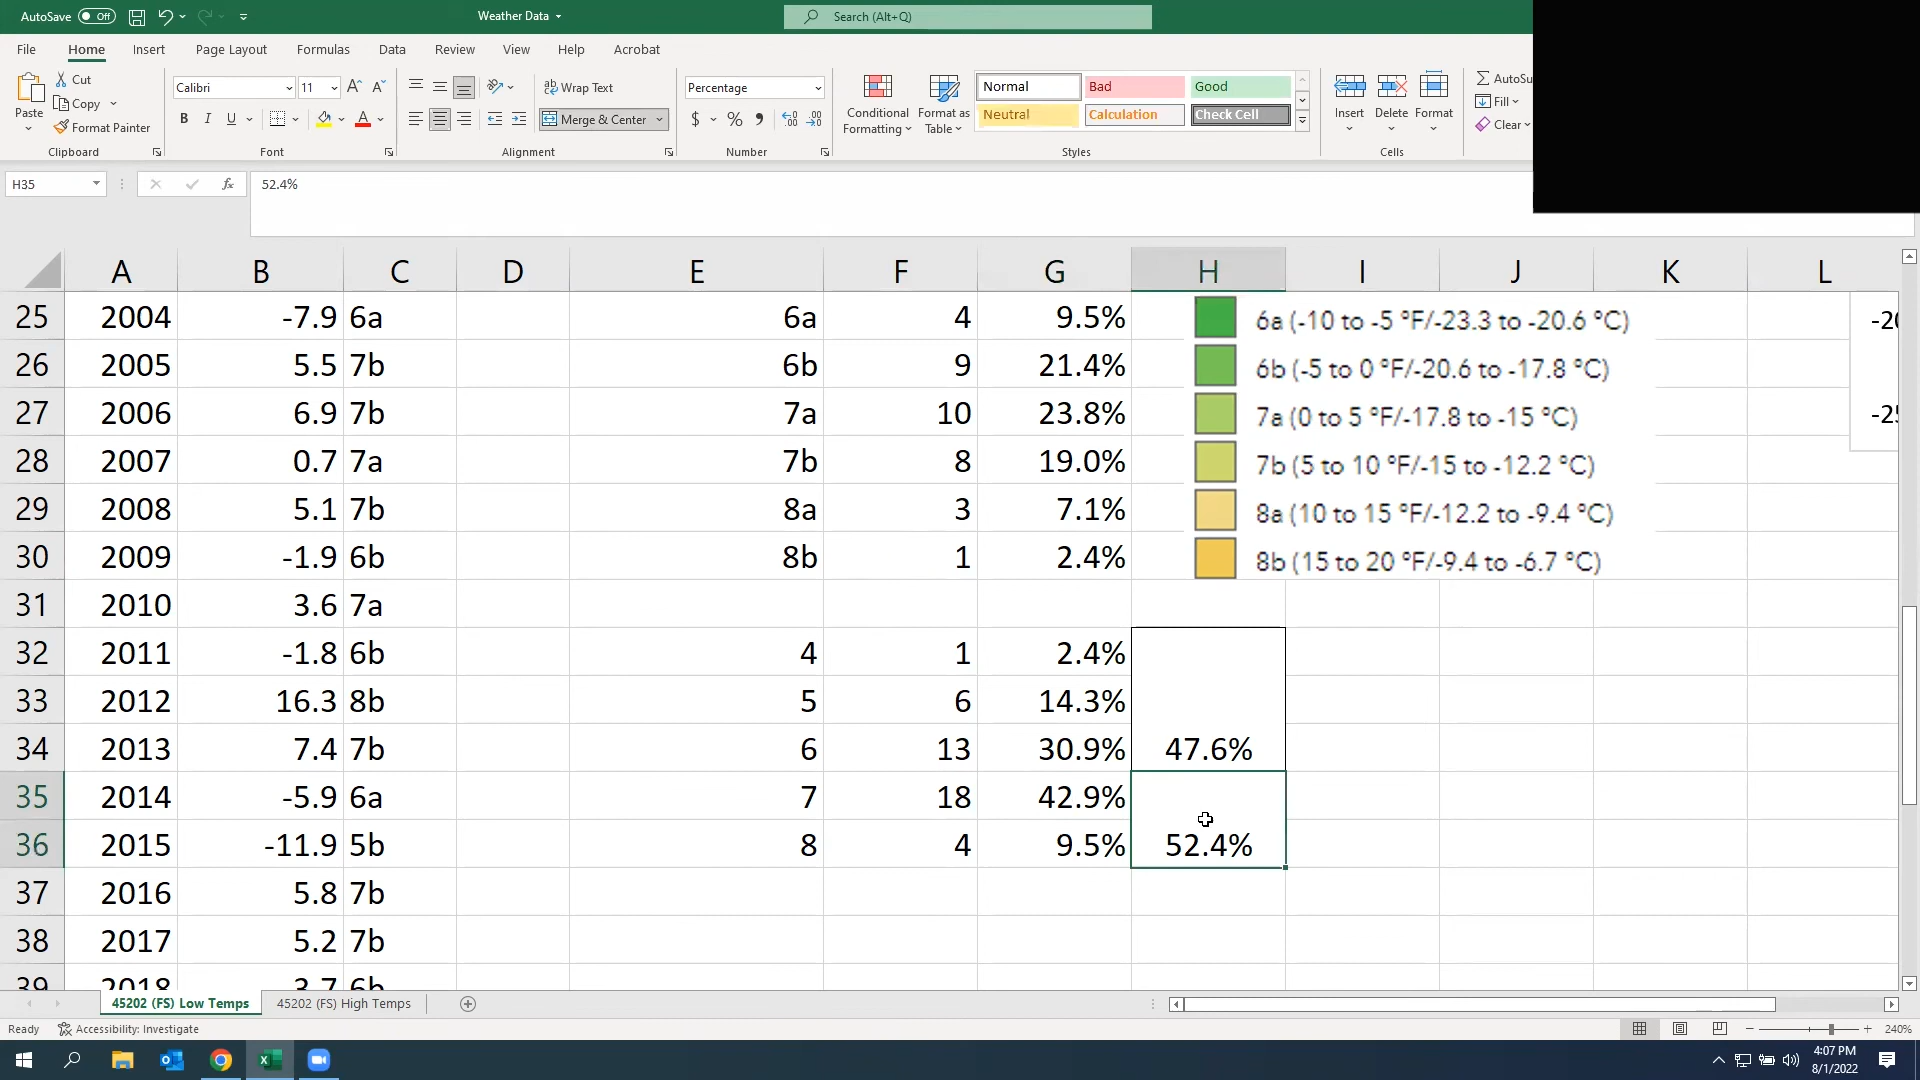 AutoSave Off
Weather Data
Search (Alt+Q)
File Home Insert Page Layout Formulas Data Review View Help Acrobat
Paste
Cut
Copy
Format Painter
Clipboard
Calibri 11
B I U
Font
Wrap Text
Merge & Center
Alignment
Percentage
$ % ,
Number
Conditional Formatting
Format as Table
Normal Bad Good
Neutral Calculation Check Cell
Styles
Insert Delete Format
Cells
AutoSu
Fill
Clear
H35 fx 52.4%
A B C D E F G H I J K L
25 2004 -7.9 6a 6a 4 9.5% 6a (-10 to -5 °F/-23.3 to -20.6 °C)
26 2005 5.5 7b 6b 9 21.4% 6b (-5 to 0 °F/-20.6 to -17.8 °C)
27 2006 6.9 7b 7a 10 23.8% 7a (0 to 5 °F/-17.8 to -15 °C)
28 2007 0.7 7a 7b 8 19.0% 7b (5 to 10 °F/-15 to -12.2 °C)
29 2008 5.1 7b 8a 3 7.1% 8a (10 to 15 °F/-12.2 to -9.4 °C)
30 2009 -1.9 6b 8b 1 2.4% 8b (15 to 20 °F/-9.4 to -6.7 °C)
31 2010 3.6 7a
32 2011 -1.8 6b 4 1 2.4%
33 2012 16.3 8b 5 6 14.3%
34 2013 7.4 7b 6 13 30.9% 47.6%
35 2014 -5.9 6a 7 18 42.9%
36 2015 -11.9 5b 8 4 9.5% 52.4%
37 2016 5.8 7b
38 2017 5.2 7b
39 2018
45202 (FS) Low Temps 45202 (FS) High Temps
Ready Accessibility: Investigate 240%
4:07 PM
8/1/2022